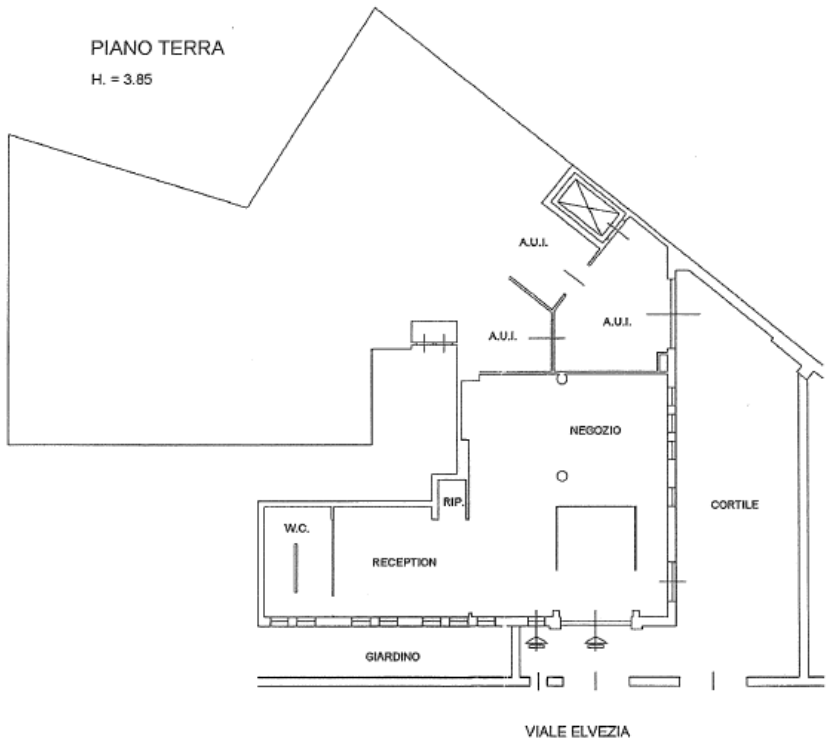 PIANO TERRA
H. = 3.85
A.U.I.
A.U.I.
A.U.I.
NEGOZIO
RIP.
CORTILE
W.C.
RECEPTION
GIARDINO
VIALE ELVEZIA